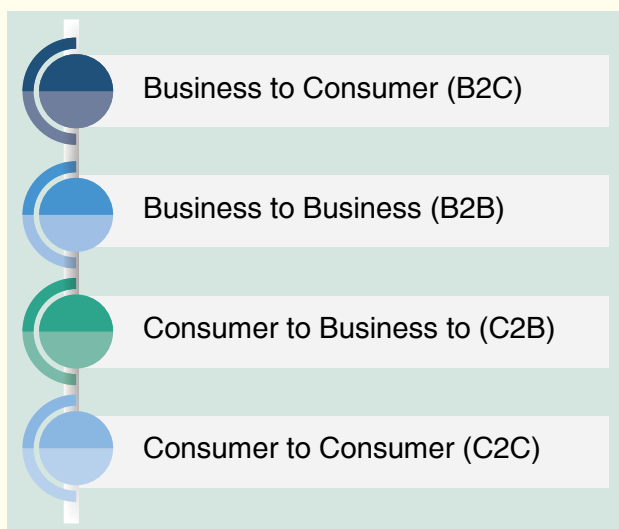 Business to Consumer (B2C)
Business to Business (B2B)
Consumer to Business to (C2B)
Consumer to Consumer (C2C)